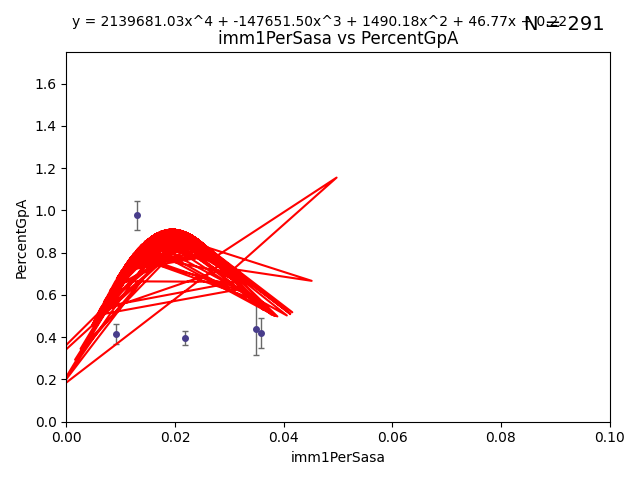 y = 2139681.03x^4 + -147651.50x^3 + 1490.18x^2 + 46.77x + 0.22
N = 291
imm1PerSasa vs PercentGpA
1.6
1.4
1.2
1.0
0.8
0.6
0.4
0.2
0.0
PercentGpA
0.00 0.02 0.04 0.06 0.08 0.10
imm1PerSasa